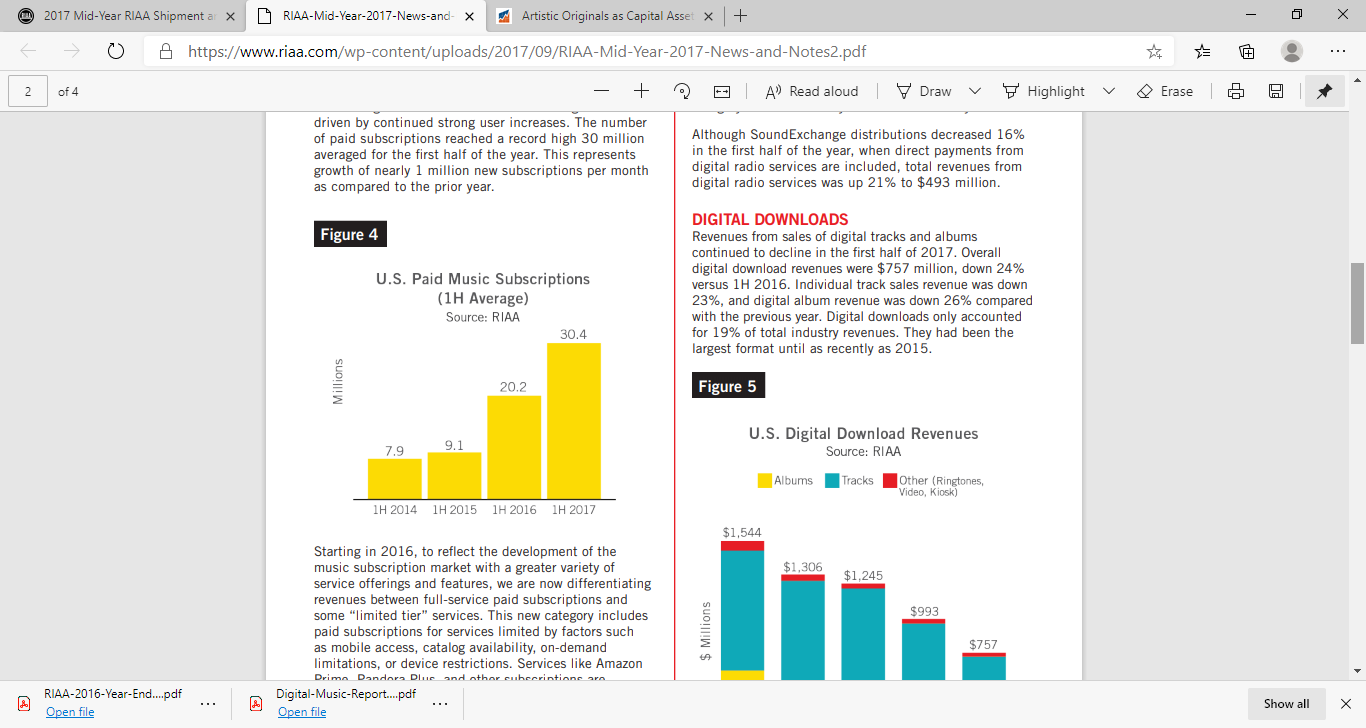 2017 Mid-Year RIAA Shipment a
RIAA-Mid-Year-2017-News-and-
Artistic Originals as Capital Asset
https://www.riaa.com/wp-content/uploads/2017/09/RIAA-Mid-Year-2017-News-and-Notes2.pdf
2 of 4
Read aloud
Draw
Highlight
Erase
driven by continued strong user increases. The number
of paid subscriptions reached a record high 30 million
averaged for the first half of the year. This represents
growth of nearly 1 million new subscriptions per month
as compared to the prior year.
Figure 4
U.S. Paid Music Subscriptions
(1H Average)
Source: RIAA
Millions
7.9
9.1
20.2
30.4
1H 2014
1H 2015
1H 2016
1H 2017
Starting in 2016, to reflect the development of the
music subscription market with a greater variety of
service offerings and features, we are now differentiating
revenues between full-service paid subscriptions and
some “limited tier” services. This new category includes
paid subscriptions for services limited by factors such
as mobile access, catalog availability, on-demand
limitations, or device restrictions. Services like Amazon
Prime, Pandora Plus, and other subscriptions are
Although SoundExchange distributions decreased 16%
in the first half of the year, when direct payments from
digital radio services are included, total revenues from
digital radio services was up 21% to $493 million.
DIGITAL DOWNLOADS
Revenues from sales of digital tracks and albums
continued to decline in the first half of 2017. Overall
digital download revenues were $757 million, down 24%
versus 1H 2016. Individual track sales revenue was down
23%, and digital album revenue was down 26% compared
with the previous year. Digital downloads only accounted
for 19% of total industry revenues. They had been the
largest format until as recently as 2015.
Figure 5
U.S. Digital Download Revenues
Source: RIAA
Albums
Tracks
Other (Ringtones,
Video, Kiosk)
$ Millions
$1,544
$1,306
$1,245
$993
$757
RIAA-2016-Year-End....pdf
Open file
Digital-Music-Report....pdf
Open file
Show all